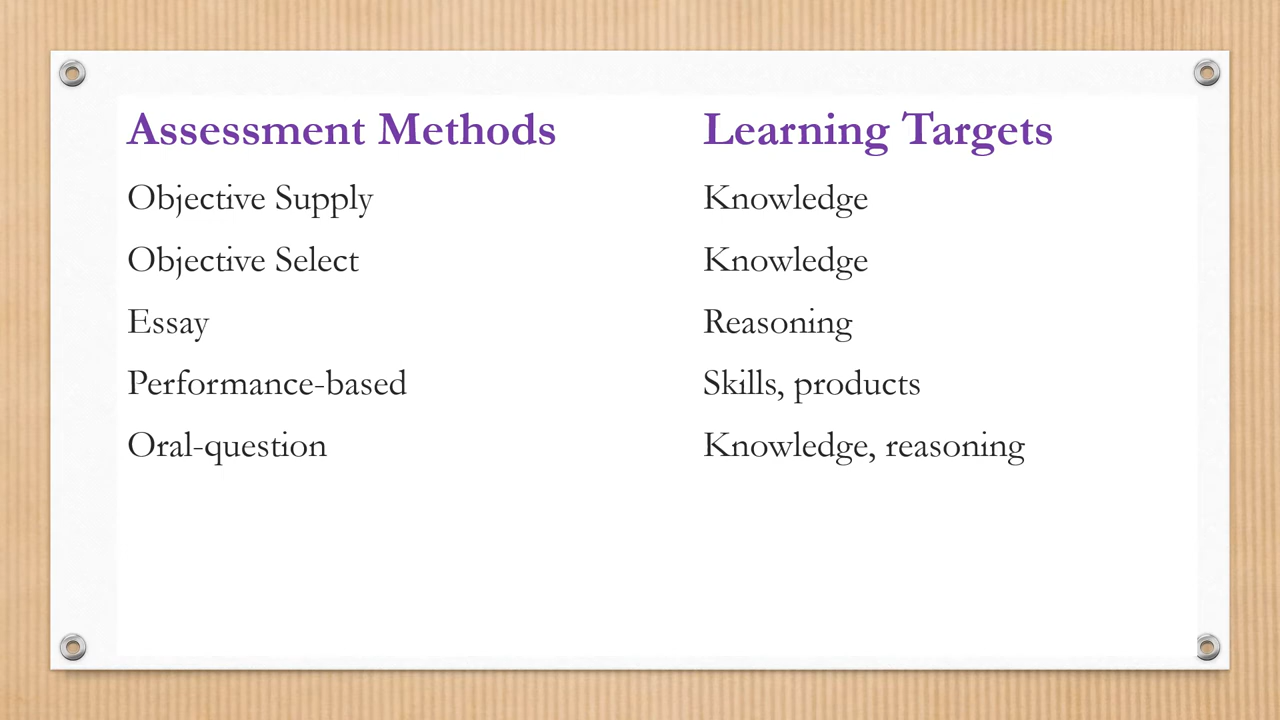 Assessment Methods Learning Targets
Objective Supply Knowledge
Objective Select Knowledge
Essay Reasoning
Performance-based Skills, products
Oral-question Knowledge, reasoning